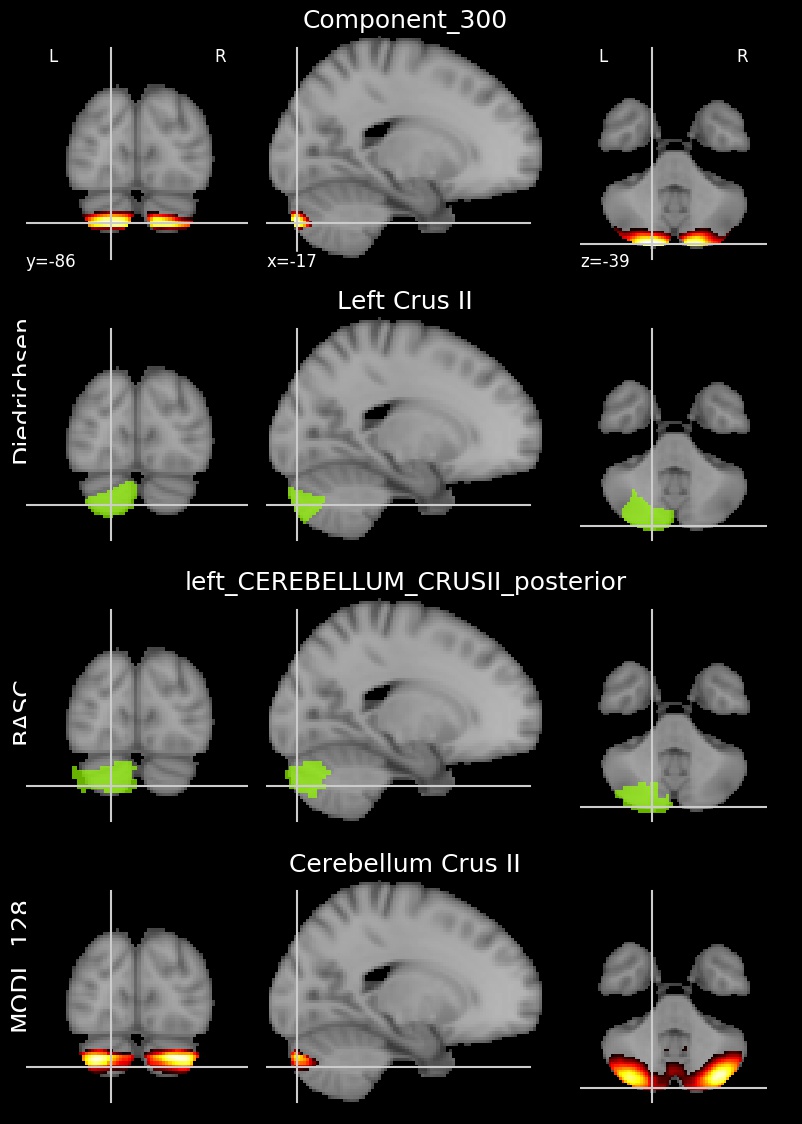 Component_300
L R L R
y=-86 x=-17 z=-39
Left Crus II
Diedrichsen
left_CEREBELLUM_CRUSII_posterior
BASC
Cerebellum Crus II
MODL 128